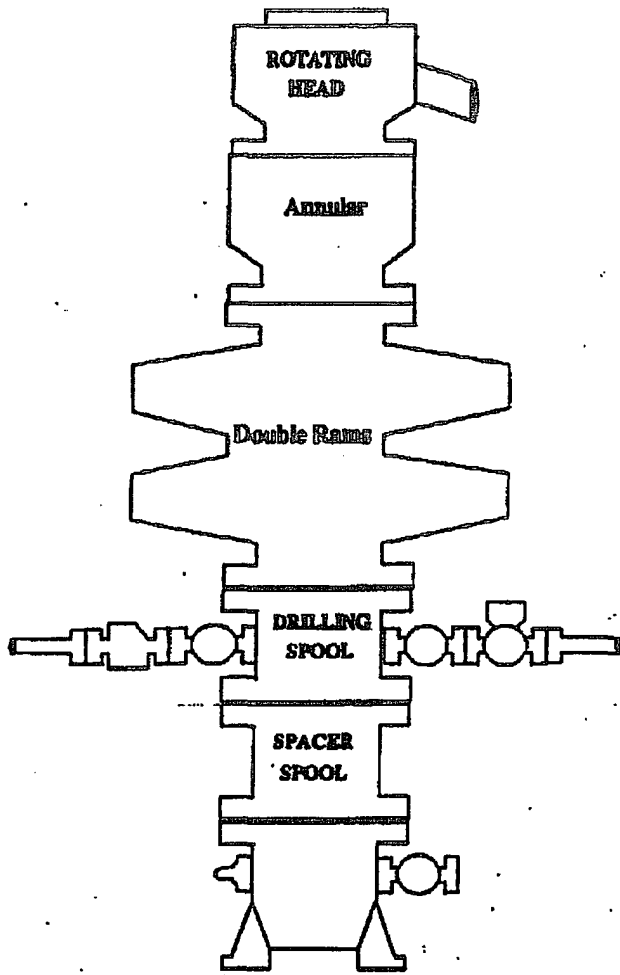 ROTATING
HEAD
Annular
Double Rams
DRILLING
SPOOL
SPACER
SPOOL